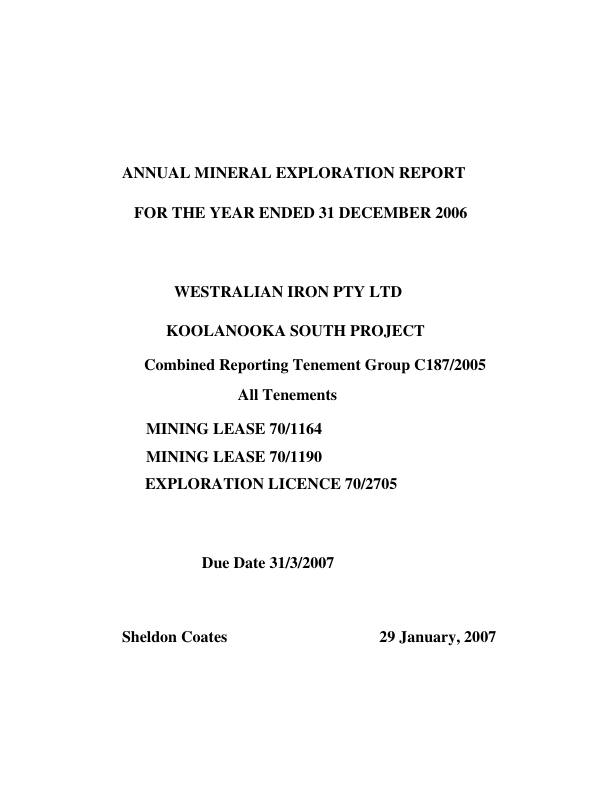 ANNUAL MINERAL EXPLORATION REPORT
FOR THE YEAR ENDED 31 DECEMBER 2006
WESTRALIAN IRON PTY LTD
KOOLANOOKA SOUTH PROJECT
Combined Reporting Tenement Group C187/2005
All Tenements
MINING LEASE 70/1164
MINING LEASE 70/1190
EXPLORATION LICENCE 70/2705
Due Date 31/3/2007
Sheldon Coates 29 January, 2007